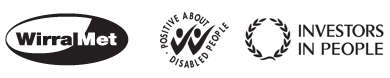 WirralMet
POSITIVE ABOUT
DISABLED PEOPLE
INVESTORS
IN PEOPLE